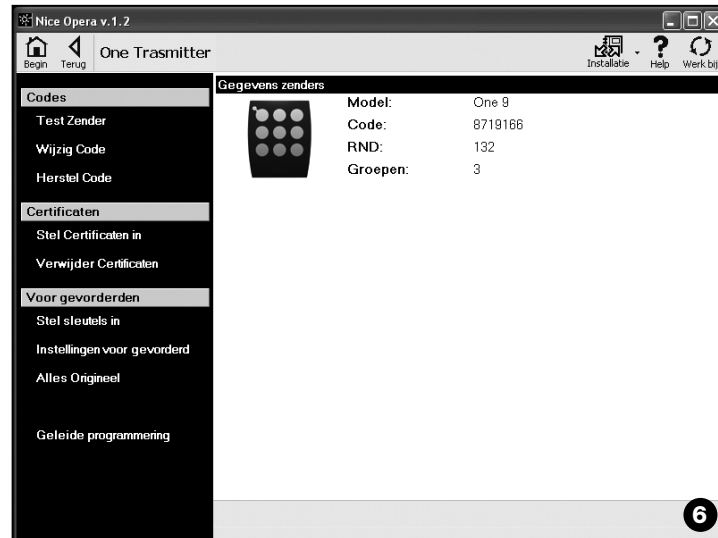 Nice Opera v.1.2
Begin Terug One Trasmitter Installatie Help Werk bij
Codes
Test Zender
Wijzig Code
Herstel Code
Certificaten
Stel Certificaten in
Verwijder Certificaten
Voor gevorderden
Stel sleutels in
Instellingen voor gevorderd
Alles Origineel
Geleide programmering
Gegevens zenders
Model: One 9
Code: 8719166
RND: 132
Groepen: 3
6